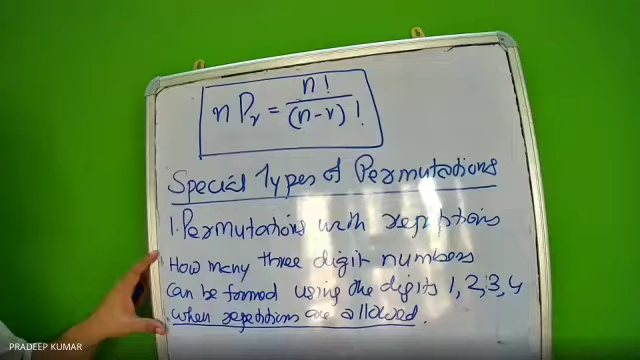 nPr = n! / (n-r)!
Special Types of Permutations
1. Permutations with repetitions
How many three digit numbers
can be formed using the digits 1, 2, 3, 4
when repetitions are allowed.
PRADEEP KUMAR